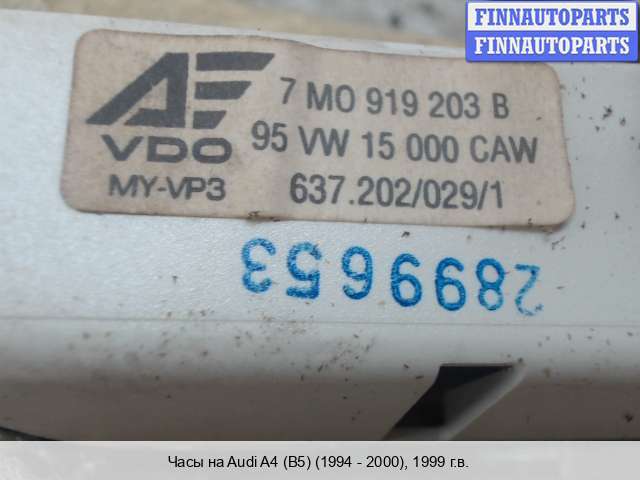 FINNAUTOPARTS
FINNAUTOPARTS
7 M0 919 203 B
VDO
95 VW 15 000 CAW
MY-VP3
637.202/029/1
2899653
Часы на Audi A4 (B5) (1994 - 2000), 1999 г.в.